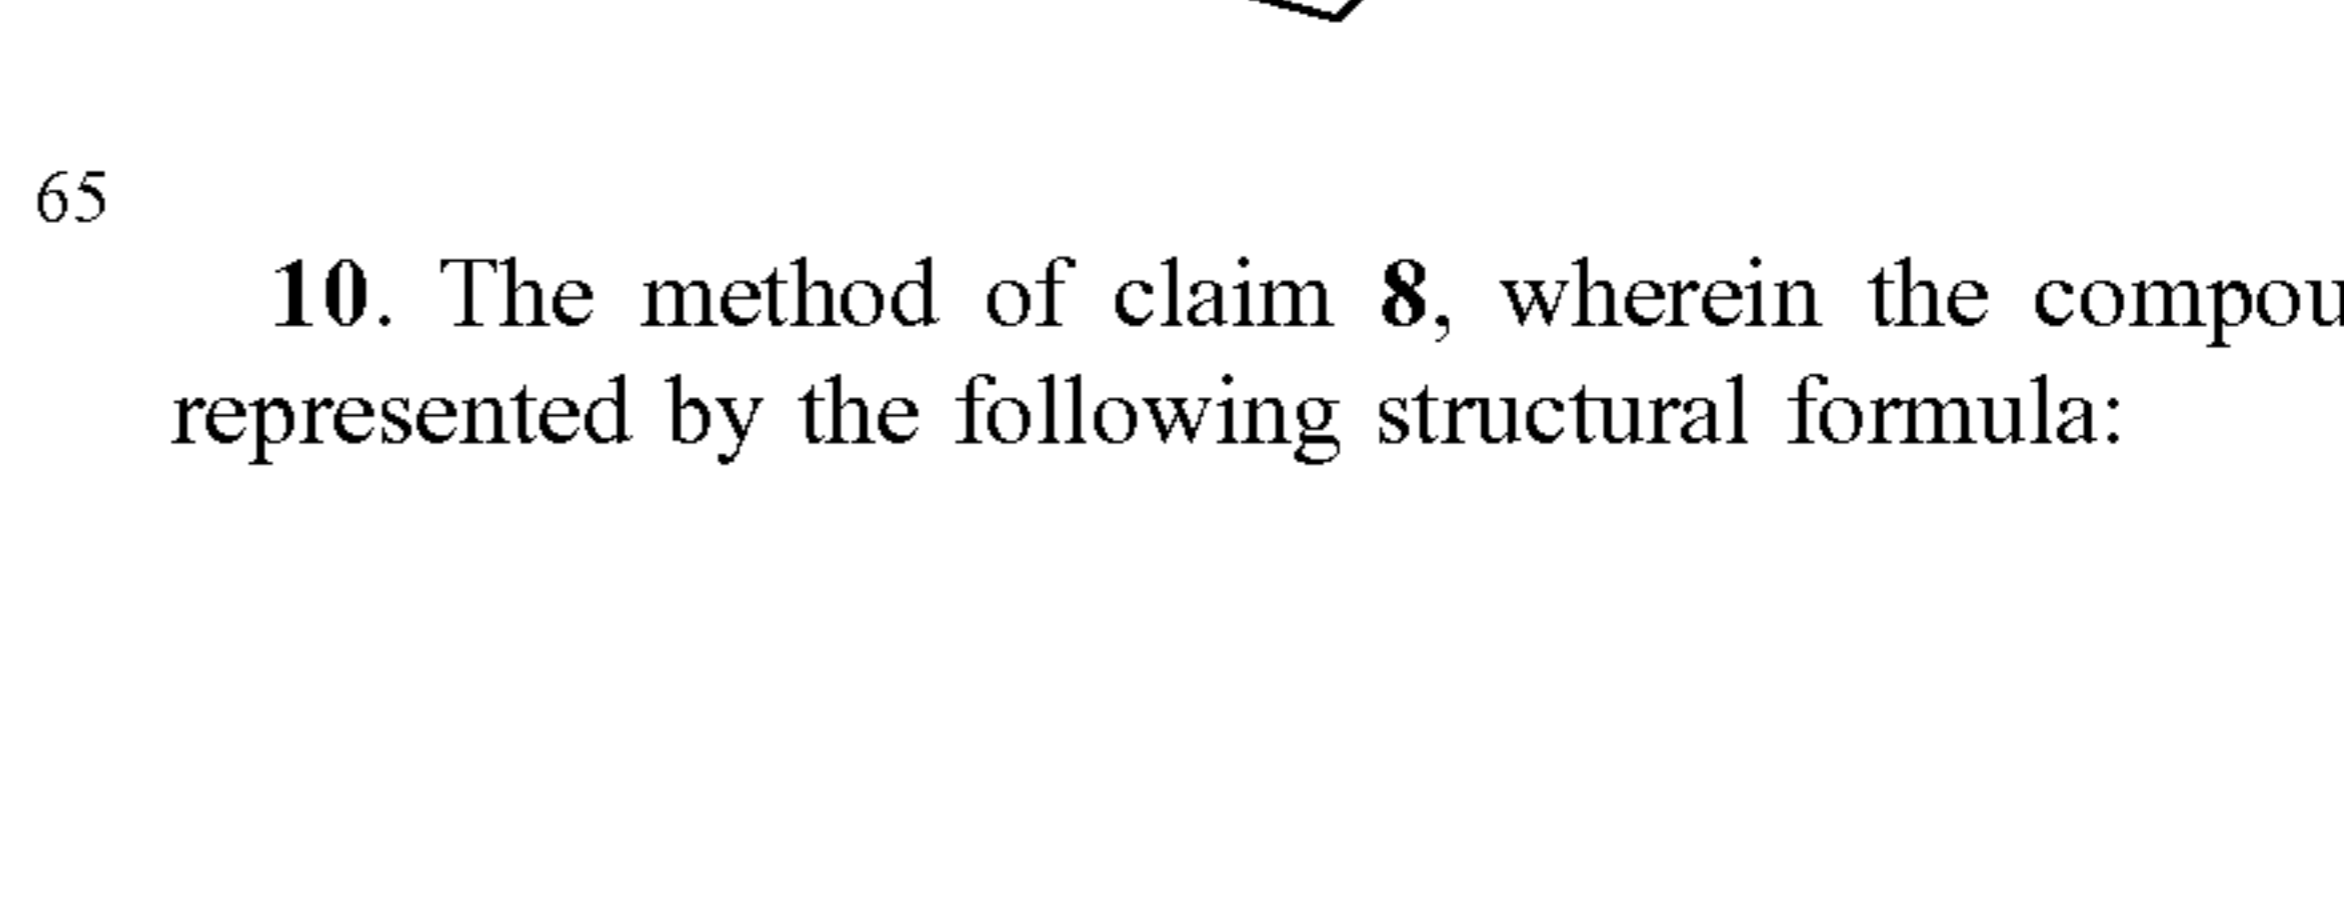 65
10. The method of claim 8, wherein the compou
represented by the following structural formula: